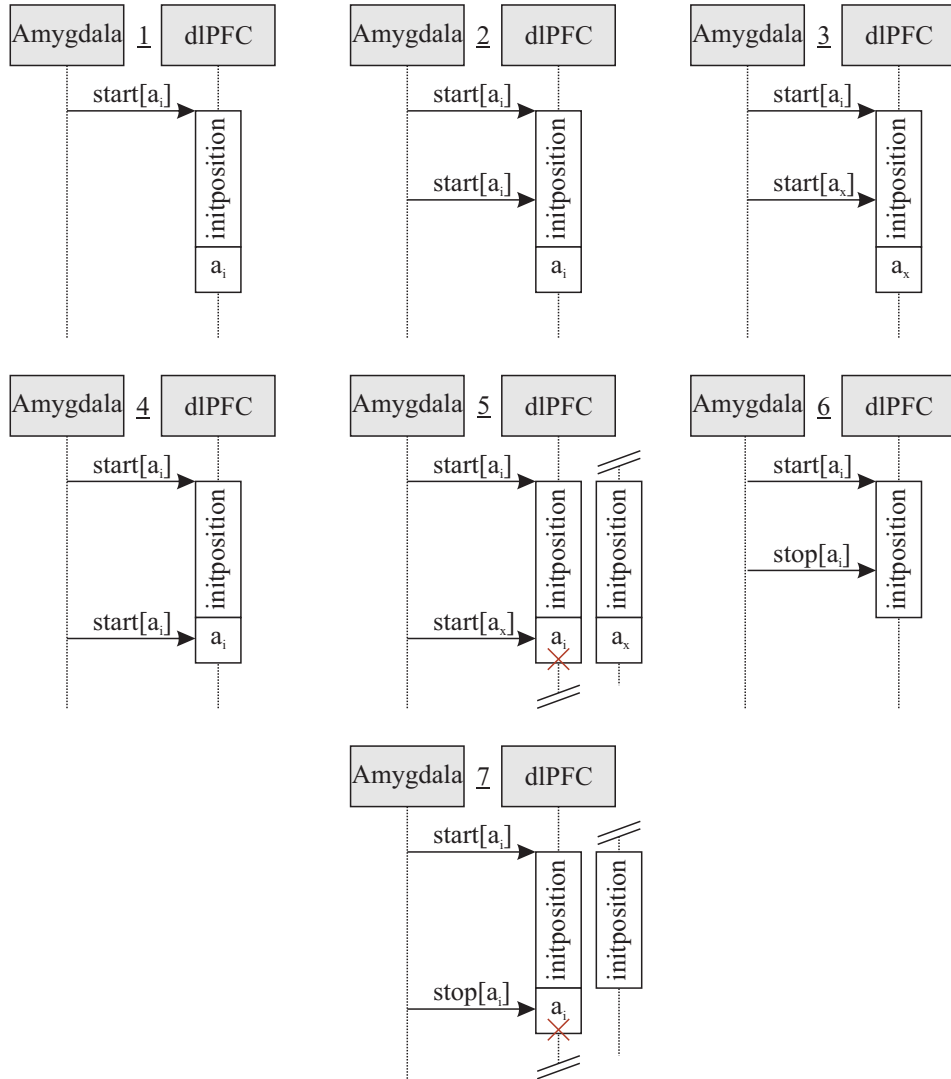 Amygdala 1 dlPFC
start[aᵢ]
initposition
aᵢ
Amygdala 2 dlPFC
start[aᵢ]
start[aᵢ]
initposition
aᵢ
Amygdala 3 dlPFC
start[aᵢ]
start[aₓ]
initposition
aₓ
Amygdala 4 dlPFC
start[aᵢ]
initposition
start[aᵢ]
aᵢ
Amygdala 5 dlPFC
start[aᵢ]
initposition
initposition
start[aₓ]
aᵢ
aₓ
Amygdala 6 dlPFC
start[aᵢ]
stop[aᵢ]
initposition
Amygdala 7 dlPFC
start[aᵢ]
initposition
initposition
stop[aᵢ]
aᵢ